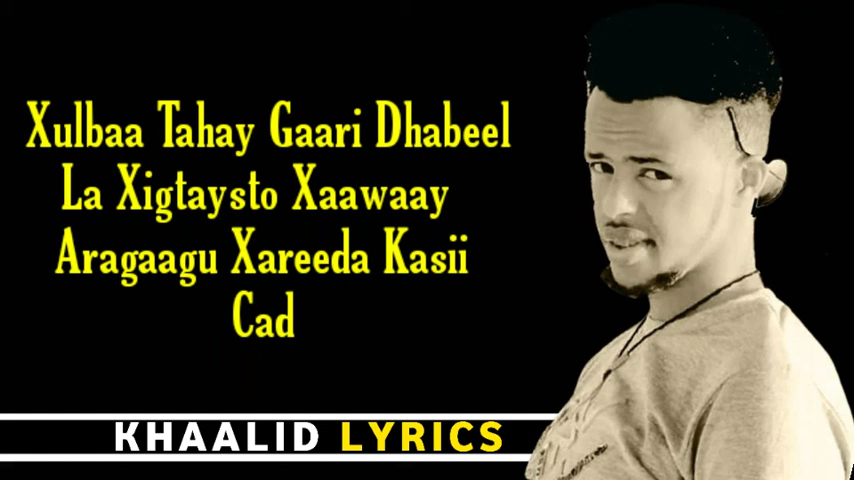 Xulbaa Tahay Gaari Dhabeel
La Xigtaysto Xaawaay
Aragaagu Xareeda Kasii
Cad
KHAALID LYRICS